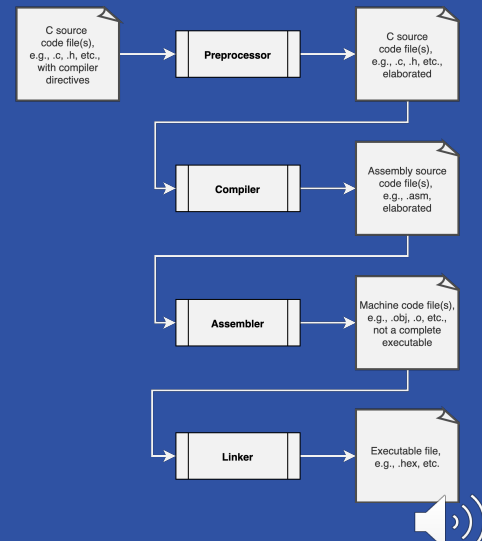 C source
code file(s),
e.g., .c, .h, etc.,
with compiler
directives
Preprocessor
C source
code file(s),
e.g., .c, .h, etc.,
elaborated
Compiler
Assembly source
code file(s),
e.g., .asm,
elaborated
Assembler
Machine code file(s),
e.g., .obj, .o, etc.,
not a complete
executable
Linker
Executable file,
e.g., .hex, etc.